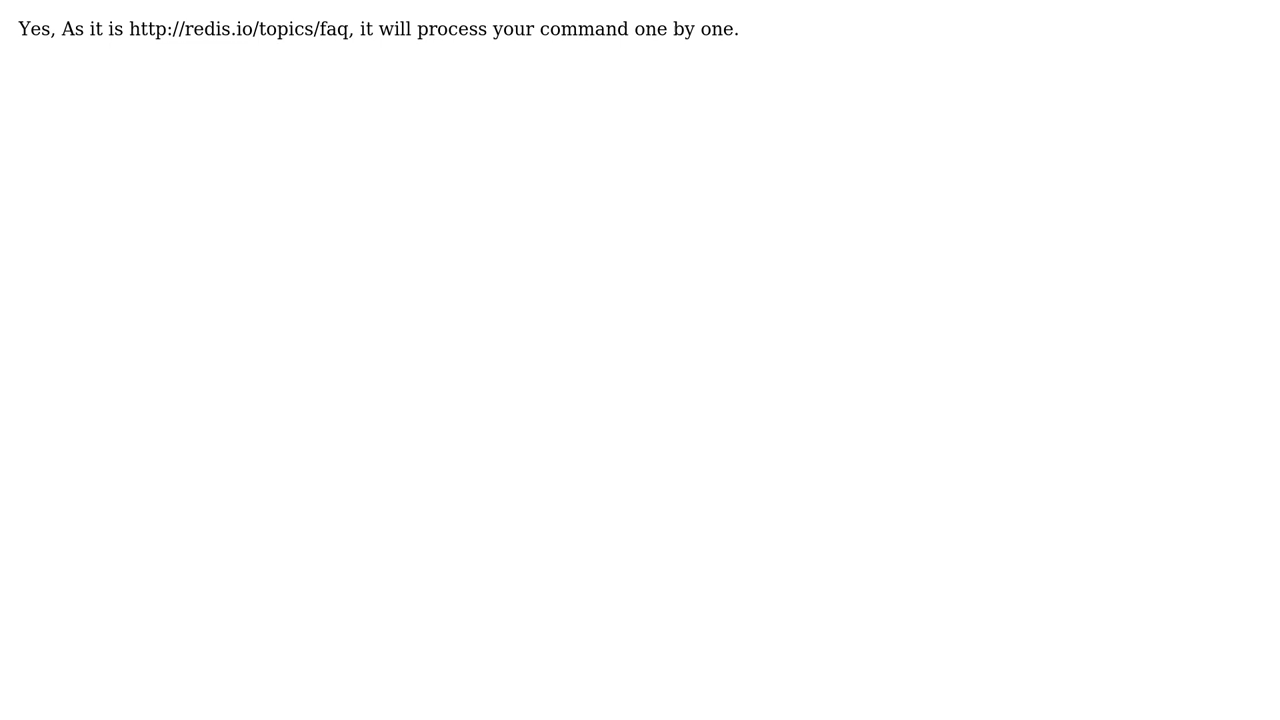 Yes, As it is http://redis.io/topics/faq, it will process your command one by one.